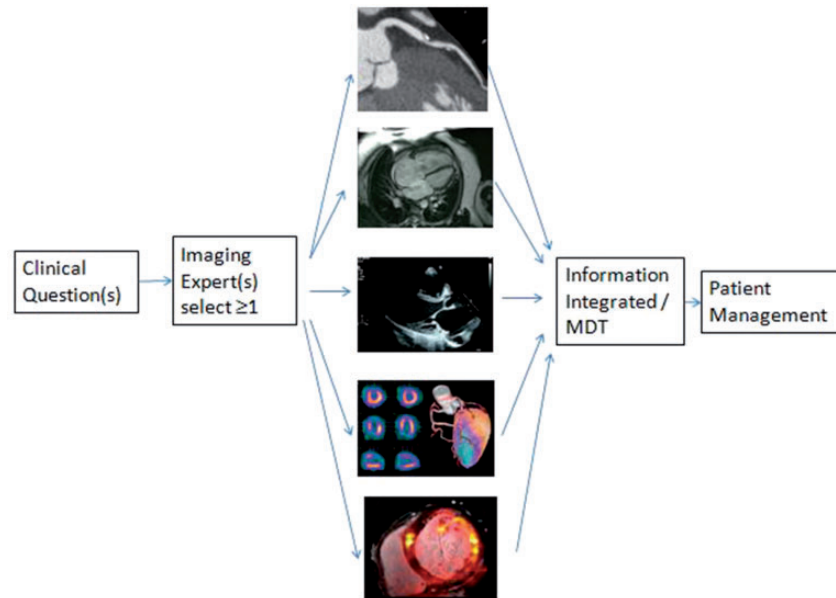 Clinical
Question(s)
Imaging
Expert(s)
select ≥1
Information
Integrated /
MDT
Patient
Management